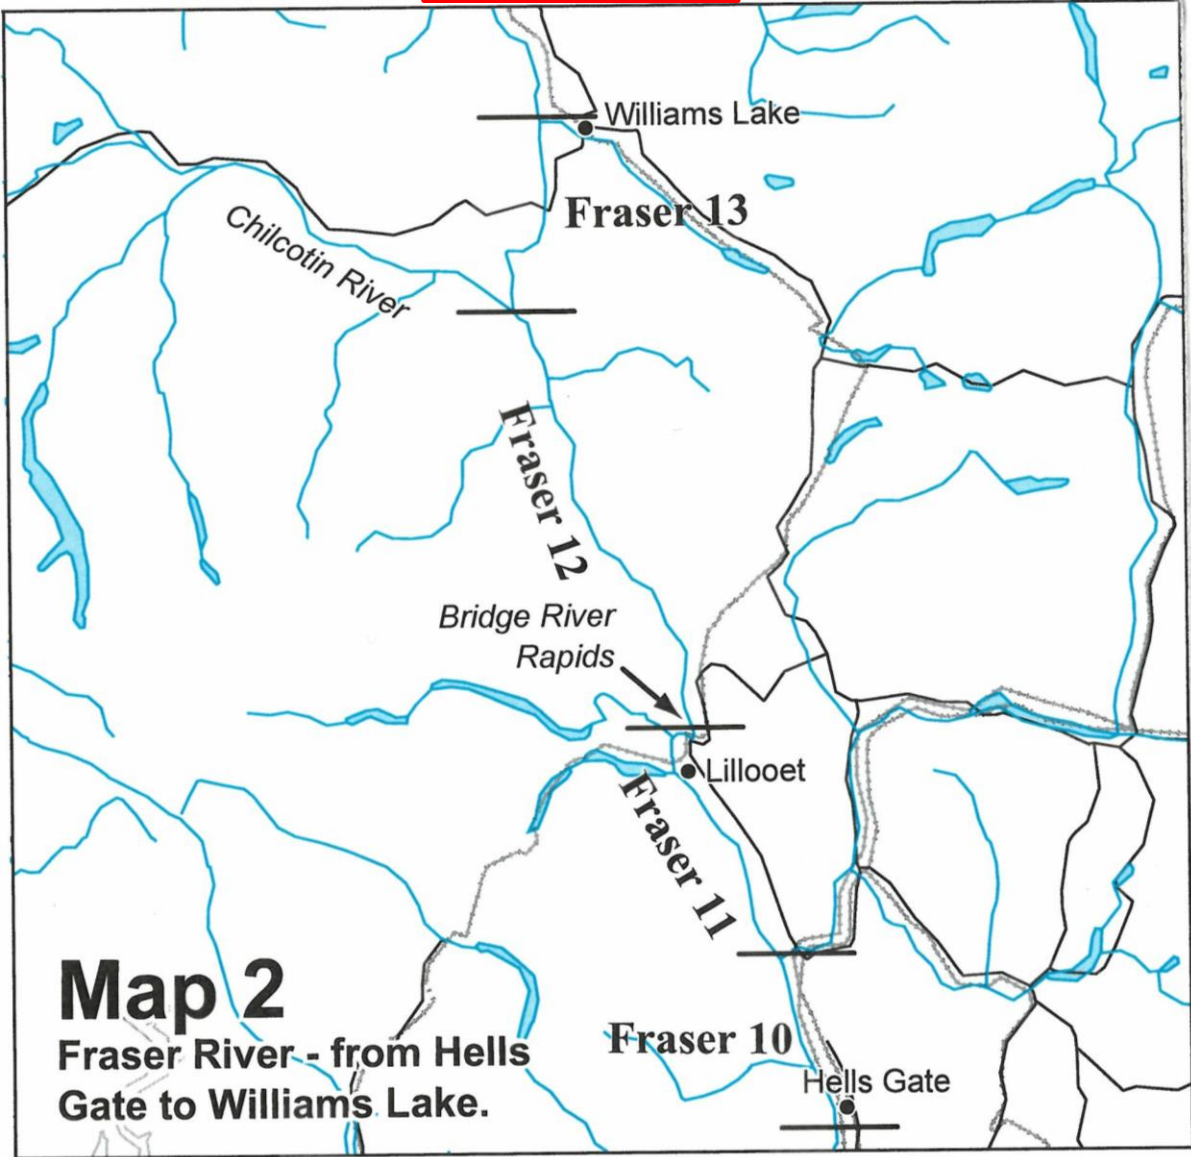 Williams Lake
Fraser 13
Chilcotin River
Fraser 12
Bridge River
Rapids
Lillooet
Fraser 11
Map 2
Fraser River - from Hells
Gate to Williams Lake.
Fraser 10
Hells Gate